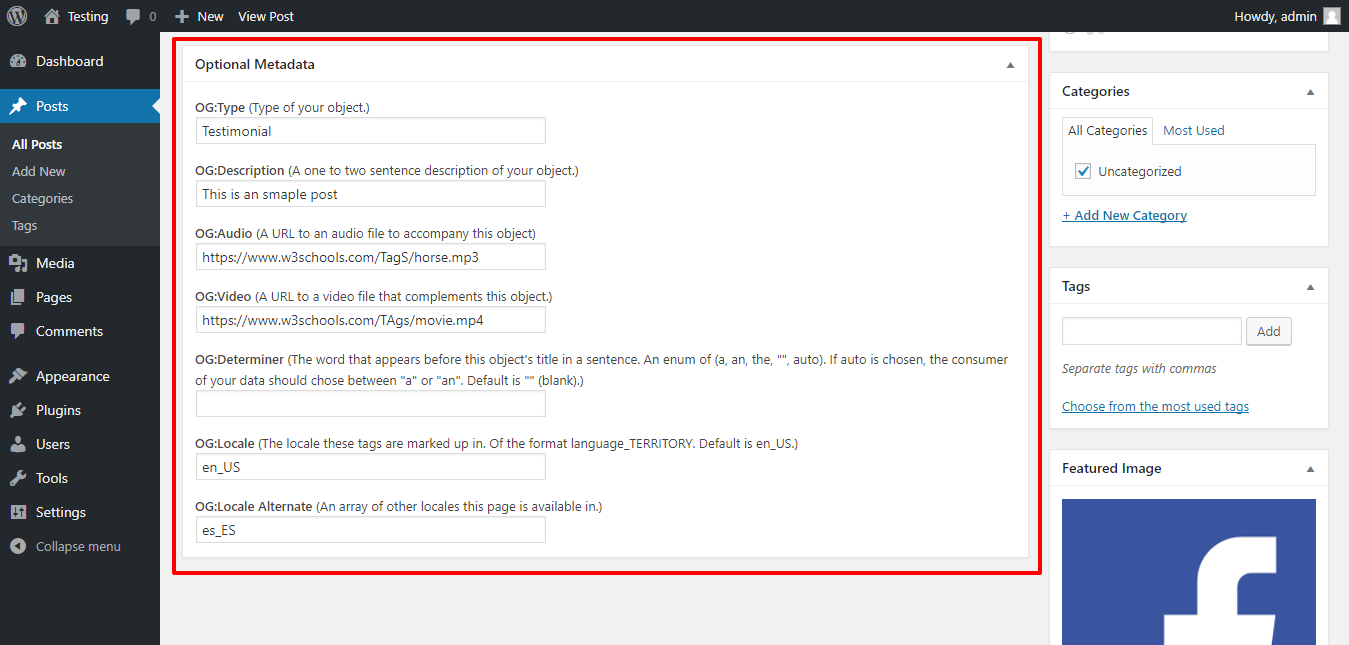 Testing
0
New
View Post
Howdy, admin
Dashboard
Posts
All Posts
Add New
Categories
Tags
Media
Pages
Comments
Appearance
Plugins
Users
Tools
Settings
Collapse menu
Optional Metadata
OG:Type (Type of your object.)
Testimonial
OG:Description (A one to two sentence description of your object.)
This is an smaple post
OG:Audio (A URL to an audio file to accompany this object)
https://www.w3schools.com/TagS/horse.mp3
OG:Video (A URL to a video file that complements this object.)
https://www.w3schools.com/TAgs/movie.mp4
OG:Determiner (The word that appears before this object's title in a sentence. An enum of (a, an, the, "", auto). If auto is chosen, the consumer
of your data should chose between "a" or "an". Default is "" (blank).)
OG:Locale (The locale these tags are marked up in. Of the format language_TERRITORY. Default is en_US.)
en_US
OG:Locale Alternate (An array of other locales this page is available in.)
es_ES
Categories
All Categories
Most Used
Uncategorized
+ Add New Category
Tags
Add
Separate tags with commas
Choose from the most used tags
Featured Image